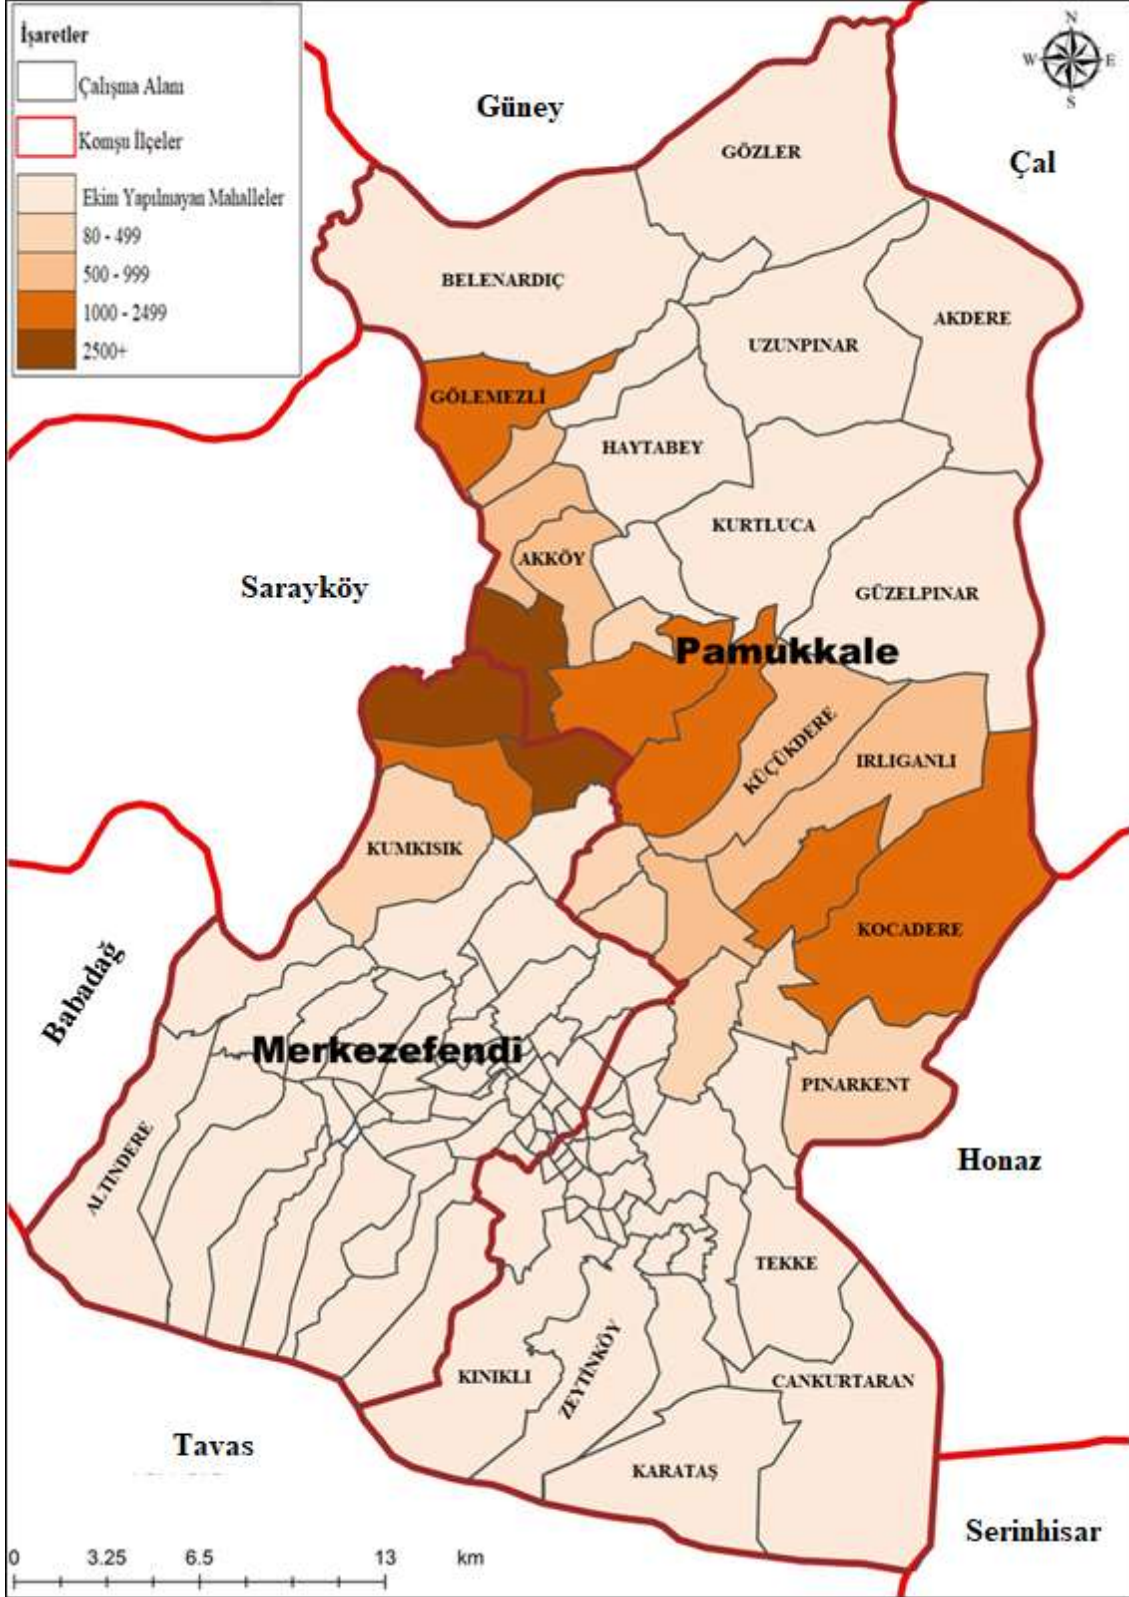 İşaretler
Çalışma Alanı
Komşu İlçeler
Ekim Yapılmayan Mahalleler
80 - 499
500 - 999
1000 - 2499
2500+
N
W E
S
Güney
Çal
GÖZLER
BELENARDIÇ
AKDERE
UZUNPINAR
GÖLEMEZLİ
HAYTABEY
KURTLUCA
AKKÖY
Sarayköy
GÜZELPINAR
Pamukkale
KÜÇÜKDERE
IRLIGANLI
KUMKISIK
KOCADERE
Babadağ
Merkezefendi
PINARKENT
ALTINDERE
Honaz
TEKKE
KINIKLI
ZEYTİNKÖY
CANKURTARAN
Tavas
KARATAŞ
Serinhisar
0 3.25 6.5 13 km